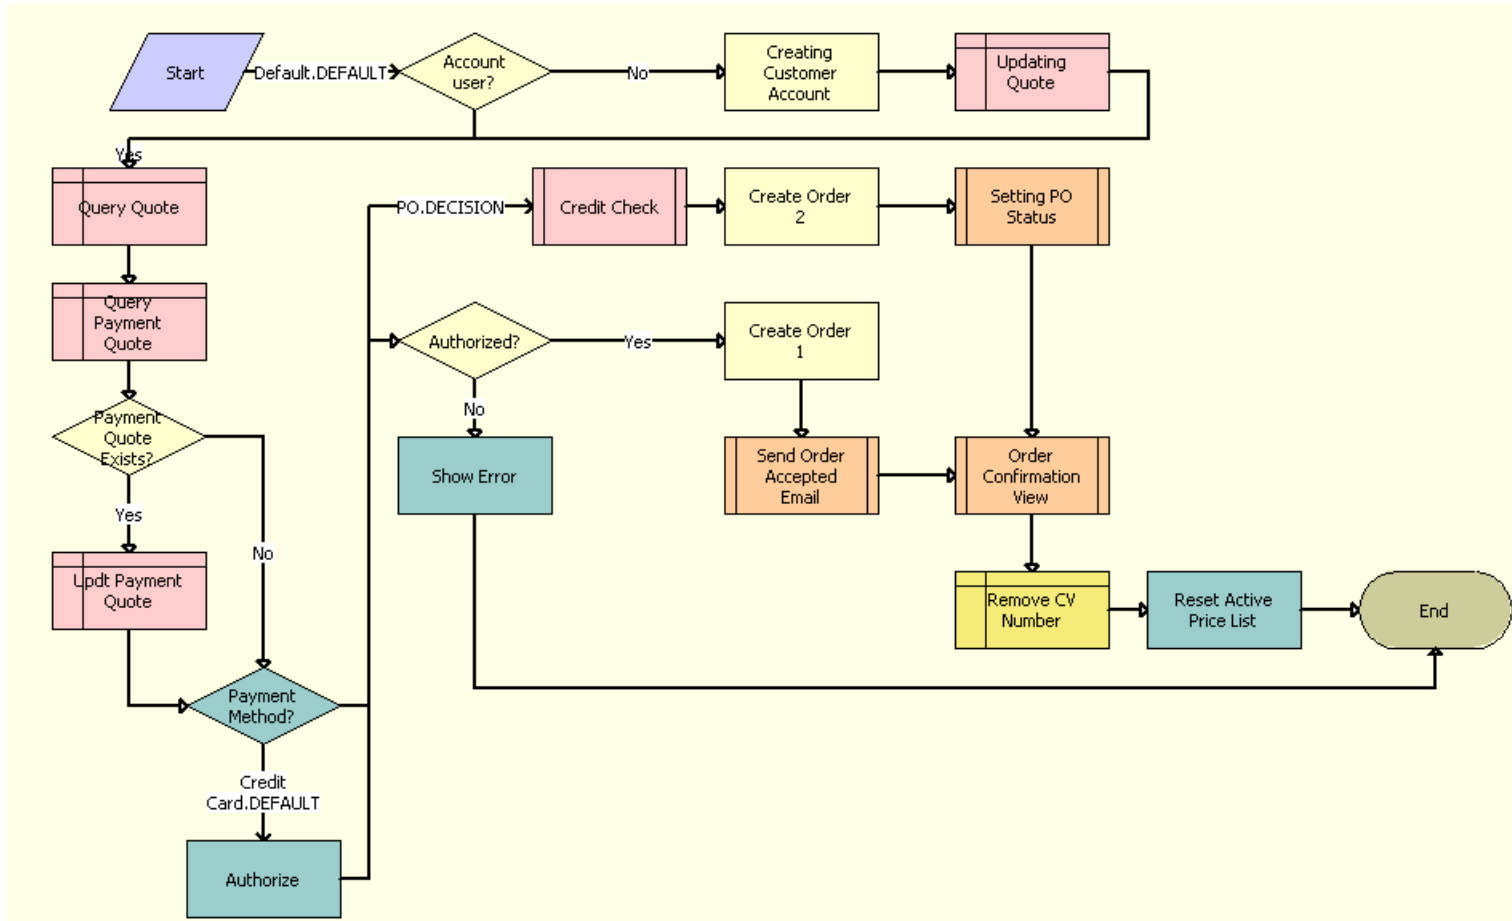 Start
Default.DEFAULT
Account
user?
No
Creating
Customer
Account
Updating
Quote
Yes
Query Quote
PO.DECISION
Credit Check
Create Order
2
Setting PO
Status
Query
Payment
Quote
Authorized?
Yes
Create Order
1
No
Payment
Quote
Exists?
Show Error
Send Order
Accepted
Email
Order
Confirmation
View
Yes
No
Updt Payment
Quote
Remove CV
Number
Reset Active
Price List
End
Payment
Method?
Credit
Card.DEFAULT
Authorize